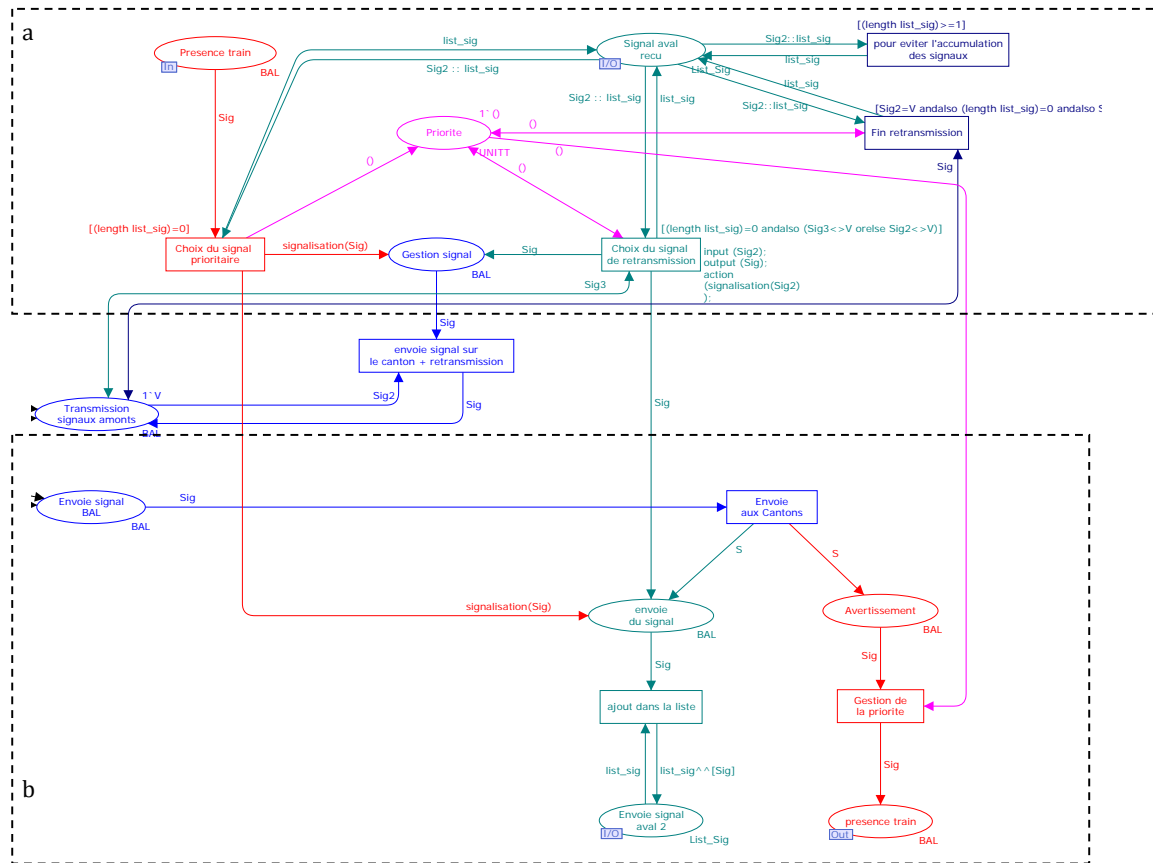 a
[(length list_sig)>=1]
Presence train
In
BAL
list_sig
Sig2 :: list_sig
Signal aval
recu
I/O
List_Sig
Sig2::list_sig
list_sig
pour eviter l'accumulation
des signaux
list_sig
Sig2::list_sig
Sig2 :: list_sig
list_sig
[Sig2=V andalso (length list_sig)=0 andalso S
Fin retransmission
Sig
Sig
1`()
Priorite
UNITT
()
()
()
()
[(length list_sig)=0]
Choix du signal
prioritaire
signalisation(Sig)
Gestion signal
BAL
Sig
[(length list_sig)=0 andalso (Sig3<>V orelse Sig2<>V)]
Choix du signal
de retransmission
input (Sig2);
output (Sig);
action
(signalisation(Sig2)
);
Sig3
Sig
envoie signal sur
le canton + retransmission
1`V
Transmission
signaux amonts
BAL
Sig2
Sig
Sig
Envoie signal
BAL
BAL
Sig
Envoie
aux Cantons
S
S
signalisation(Sig)
envoie
du signal
BAL
Avertissement
BAL
Sig
Sig
ajout dans la liste
Gestion de
la priorite
list_sig
list_sig^^[Sig]
Sig
b
Envoie signal
aval 2
I/O
List_Sig
presence train
Out
BAL